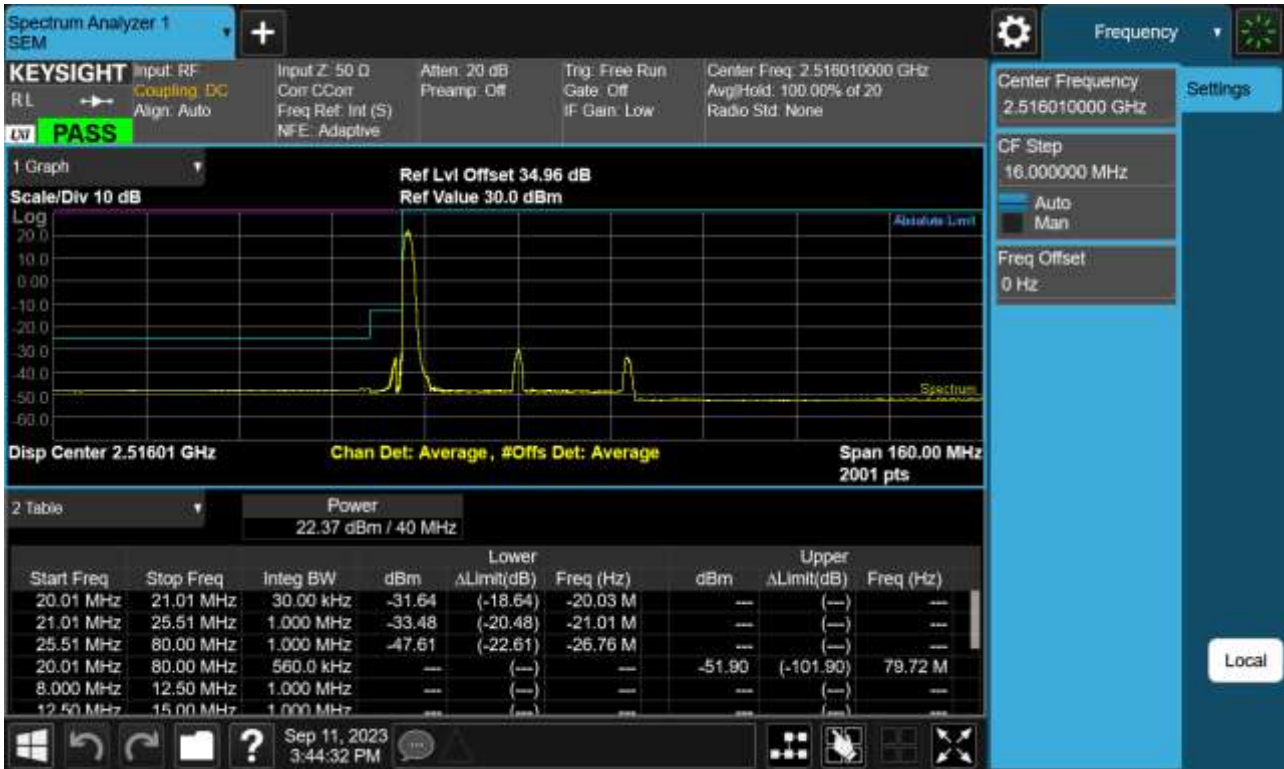 Spectrum Analyzer 1
SEM
+
Frequency
KEYSIGHT
RL
LXI PASS
Input: RF
Coupling: DC
Align: Auto
Input Z: 50 Ω
Corr CCorr
Freq Ref: Int (S)
NFE: Adaptive
Atten: 20 dB
Preamp: Off
Trig: Free Run
Gate: Off
IF Gain: Low
Center Freq: 2.516010000 GHz
Avg|Hold: 100.00% of 20
Radio Std: None
Center Frequency
2.516010000 GHz
Settings
CF Step
16.000000 MHz
Auto
Man
Freq Offset
0 Hz
Local
1 Graph
Scale/Div 10 dB
Ref Lvl Offset 34.96 dB
Ref Value 30.0 dBm
Log
Absolute Limit
20.0
10.0
0.00
-10.0
-20.0
-30.0
-40.0
-50.0
-60.0
Spectrum
Disp Center 2.51601 GHz
Chan Det: Average, #Offs Det: Average
Span 160.00 MHz
2001 pts
2 Table
Power
22.37 dBm / 40 MHz
Lower Upper
Start Freq Stop Freq Integ BW dBm ΔLimit(dB) Freq (Hz) dBm ΔLimit(dB) Freq (Hz)
20.01 MHz 21.01 MHz 30.00 kHz -31.64 (-18.64) -20.03 M --- (---) ---
21.01 MHz 25.51 MHz 1.000 MHz -33.48 (-20.48) -21.01 M --- (---) ---
25.51 MHz 80.00 MHz 1.000 MHz -47.61 (-22.61) -26.76 M --- (---) ---
20.01 MHz 80.00 MHz 560.0 kHz --- (---) --- -51.90 (-101.90) 79.72 M
8.000 MHz 12.50 MHz 1.000 MHz --- (---) --- --- (---) ---
12.50 MHz 15.00 MHz 1.000 MHz --- (---) --- --- (---) ---
?
Sep 11, 2023
3:44:32 PM